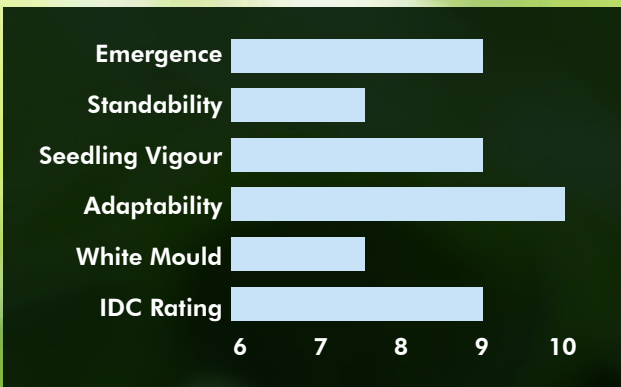 Emergence
Standability
Seedling Vigour
Adaptability
White Mould
IDC Rating
6 7 8 9 10